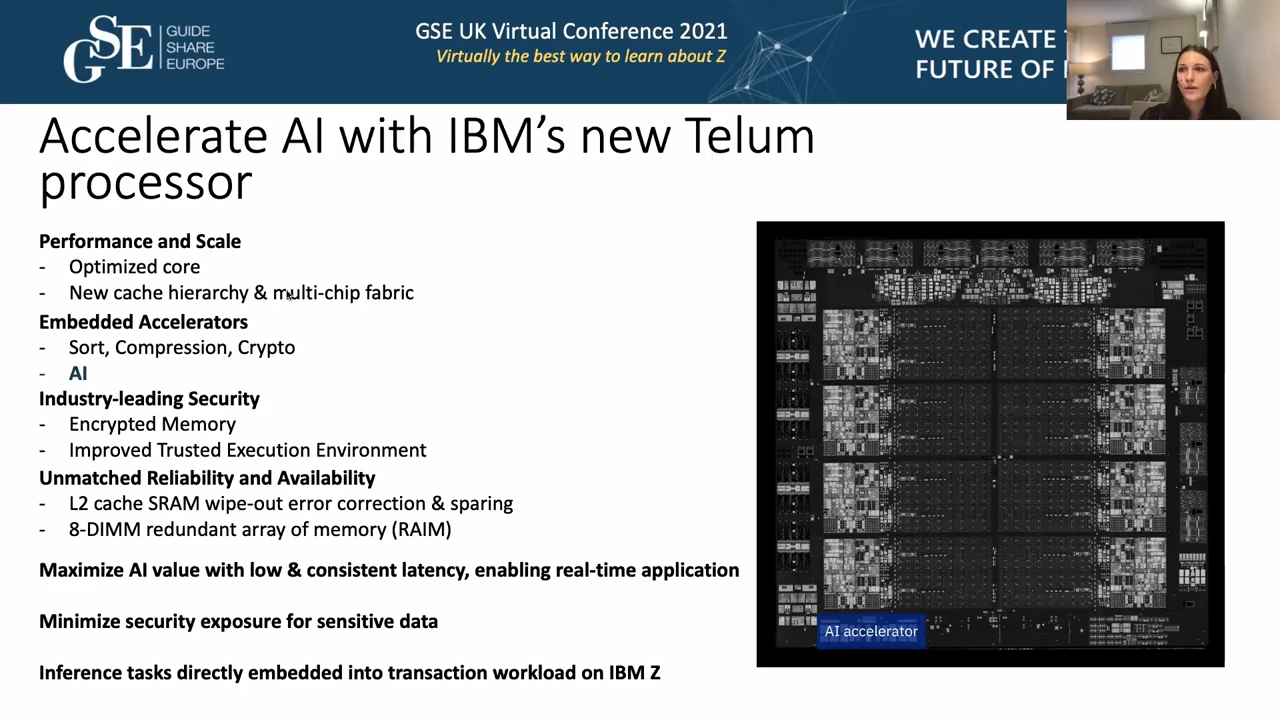 GSE
GUIDE
SHARE
EUROPE
GSE UK Virtual Conference 2021
Virtually the best way to learn about Z
WE CREATE
FUTURE OF
Accelerate AI with IBM's new Telum
processor
Performance and Scale
- Optimized core
- New cache hierarchy & multi-chip fabric
Embedded Accelerators
- Sort, Compression, Crypto
- AI
Industry-leading Security
- Encrypted Memory
- Improved Trusted Execution Environment
Unmatched Reliability and Availability
- L2 cache SRAM wipe-out error correction & sparing
- 8-DIMM redundant array of memory (RAIM)
Maximize AI value with low & consistent latency, enabling real-time application
Minimize security exposure for sensitive data
Inference tasks directly embedded into transaction workload on IBM Z
AI accelerator